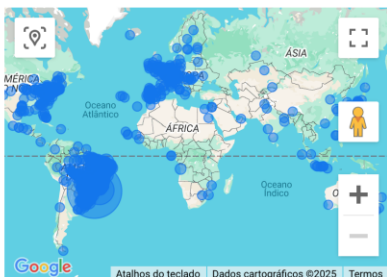 ÁSIA
MÉRICA
Oceano
Atlântico
ÁFRICA
Oceano
Índico
Google
Atalhos do teclado
Dados cartográficos ©2025
Termos